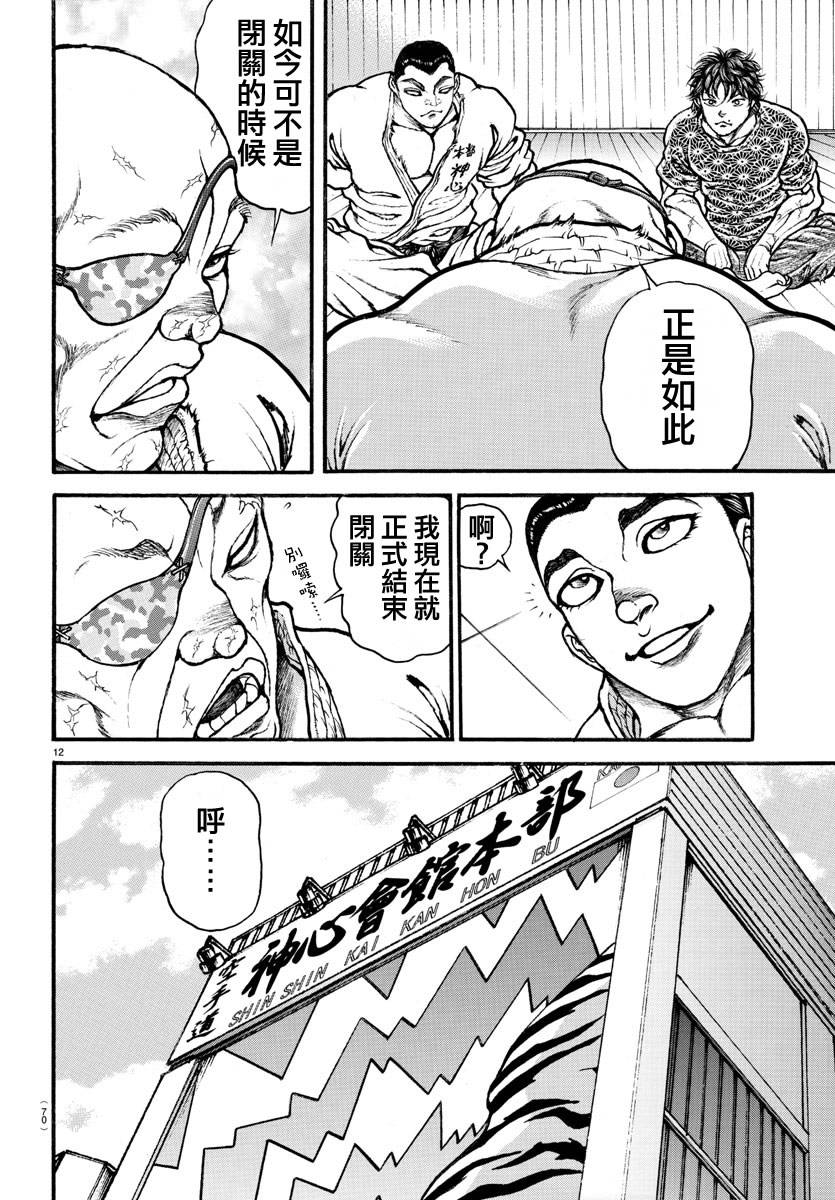 正是如此
如今可不是
閉關的時候
啊？
我現在就
正式結束
閉關
別囉嗦……
12
呼……
神心會館本部
SHIN SHIN KAI KAN HON BU
空手道
(70)